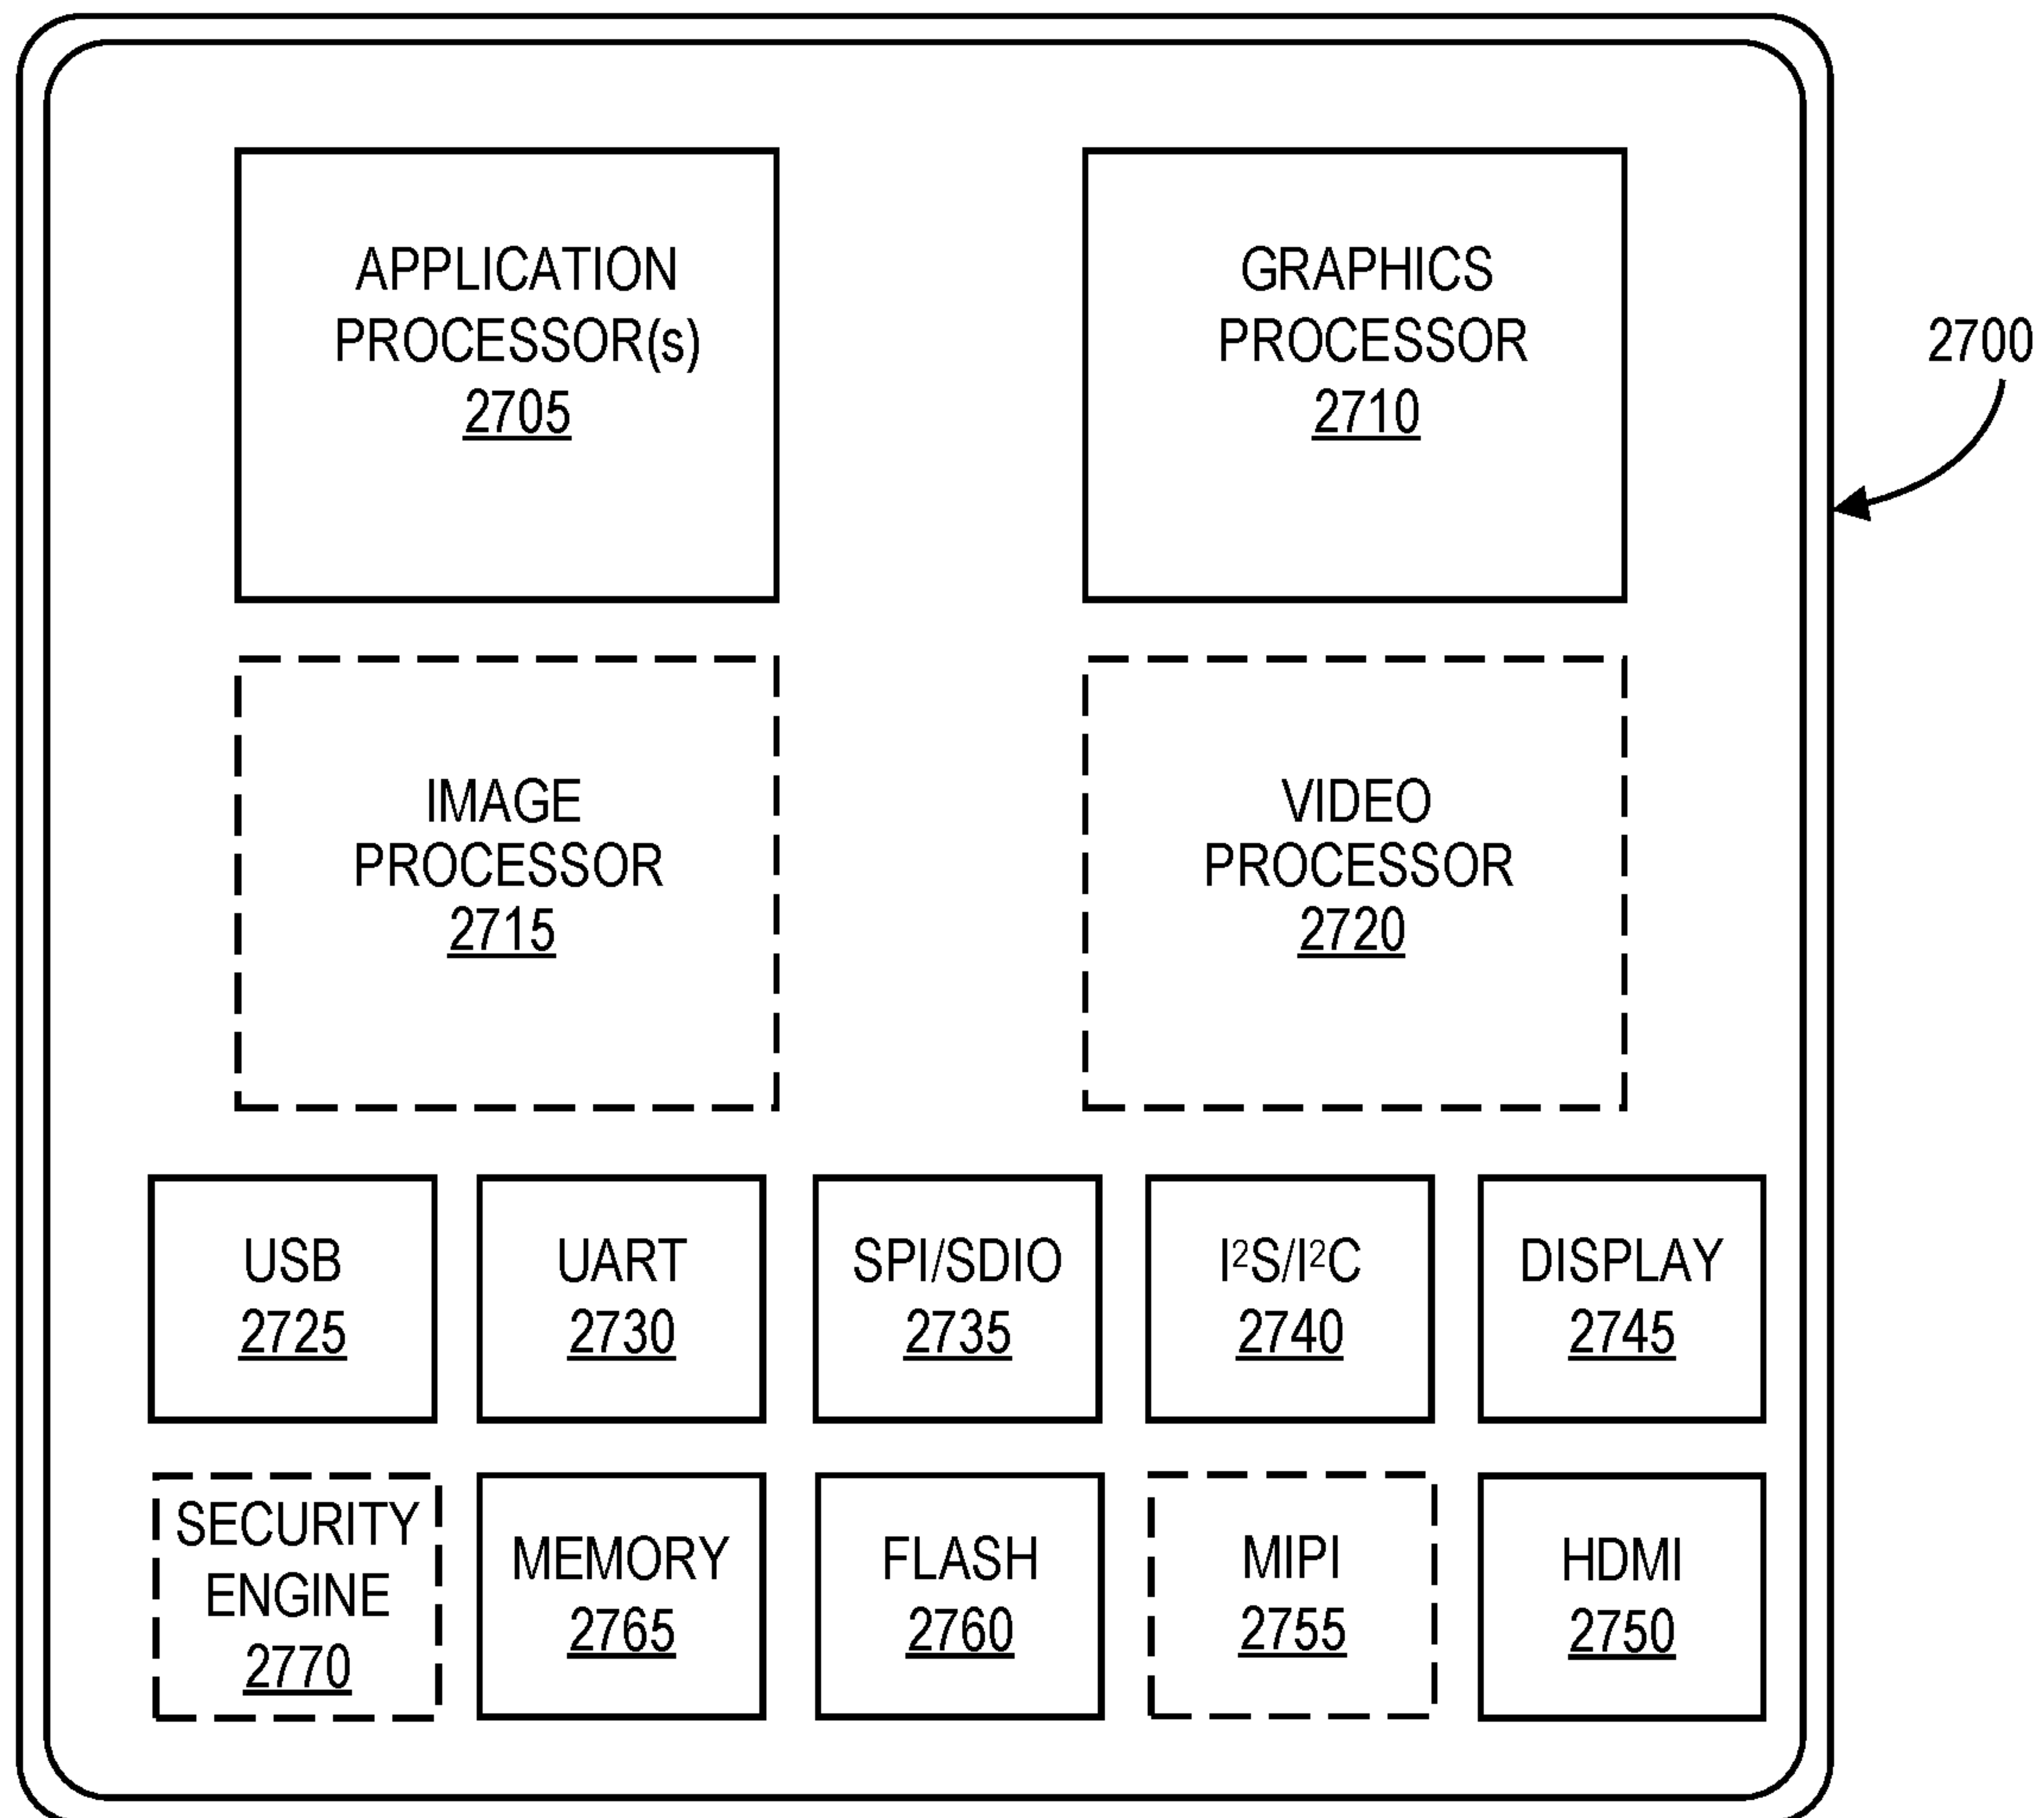 APPLICATION
PROCESSOR(s)
2705
GRAPHICS
PROCESSOR
2710
2700
IMAGE
PROCESSOR
2715
VIDEO
PROCESSOR
2720
USB
2725
UART
2730
SPI/SDIO
2735
I²S/I²C
2740
DISPLAY
2745
SECURITY
ENGINE
2770
MEMORY
2765
FLASH
2760
MIPI
2755
HDMI
2750